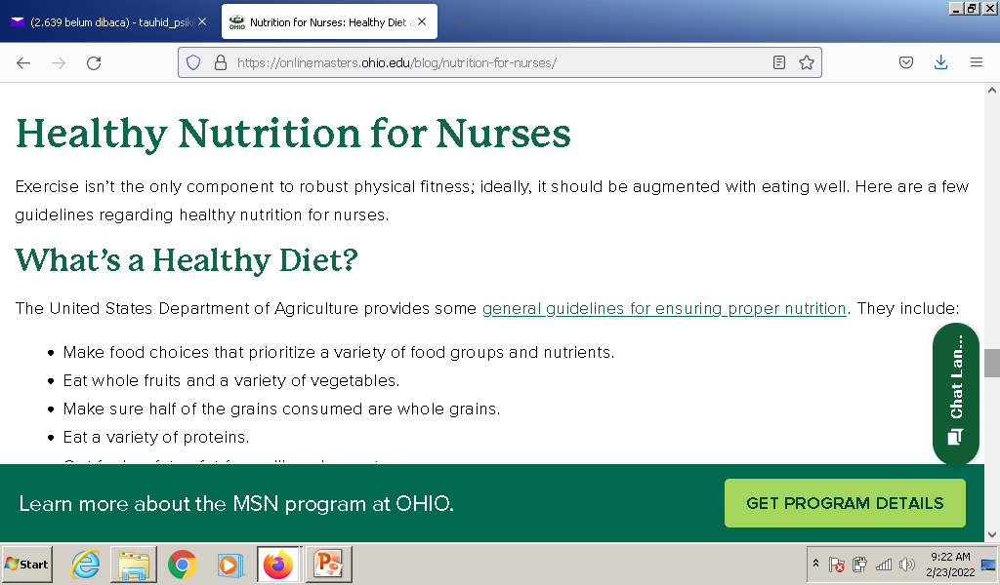 (2.639 belum dibaca) - tauhid_psik
Nutrition for Nurses: Healthy Diet a
OHIO
https://onlinemasters.ohio.edu/blog/nutrition-for-nurses/
Healthy Nutrition for Nurses
Exercise isn't the only component to robust physical fitness; ideally, it should be augmented with eating well. Here are a few
guidelines regarding healthy nutrition for nurses.
What's a Healthy Diet?
The United States Department of Agriculture provides some general guidelines for ensuring proper nutrition. They include:
• Make food choices that prioritize a variety of food groups and nutrients.
• Eat whole fruits and a variety of vegetables.
• Make sure half of the grains consumed are whole grains.
• Eat a variety of proteins.
Chat Lan...
Learn more about the MSN program at OHIO.
GET PROGRAM DETAILS
Start
9:22 AM
2/23/2022